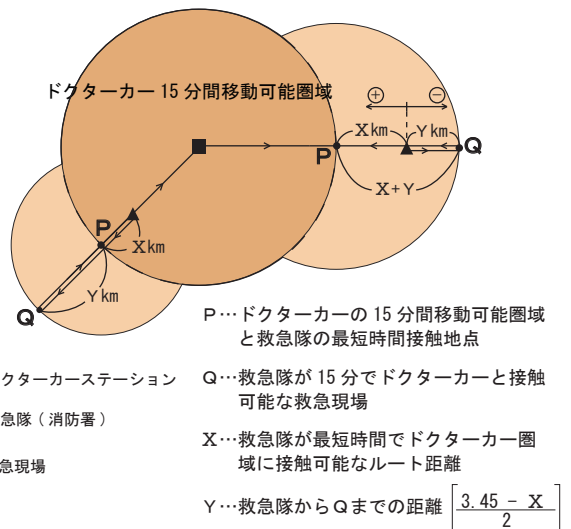 ドクターカー 15 分間移動可能圏域
⊕
⊖
Xkm
Ykm
P
Q
X+Y
P
Xkm
Ykm
Q
P…ドクターカーの 15 分間移動可能圏域
と救急隊の最短時間接触地点
クターカーステーション
Q…救急隊が 15 分でドクターカーと接触
可能な救急現場
急隊 ( 消防署 )
X…救急隊が最短時間でドクターカー圏
域に接触可能なルート距離
急現場
Y…救急隊からQまでの距離 [3.45 - X
2]